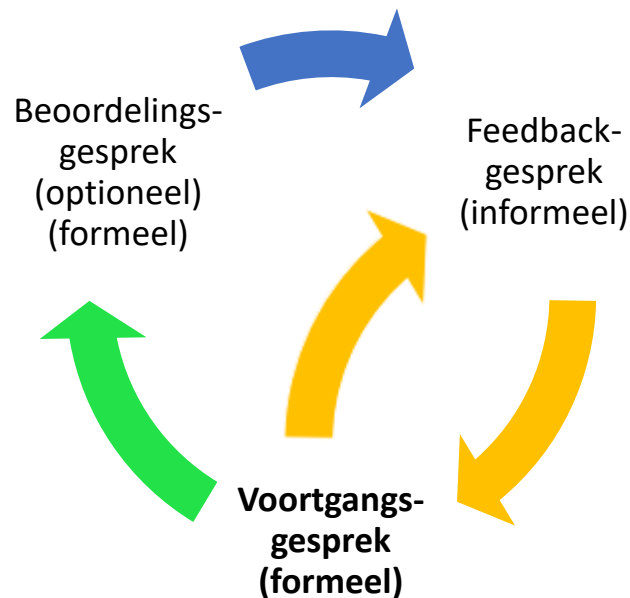 Beoordelings-
gesprek
(optioneel)
(formeel)
Feedback-
gesprek
(informeel)
Voortgangs-
gesprek
(formeel)